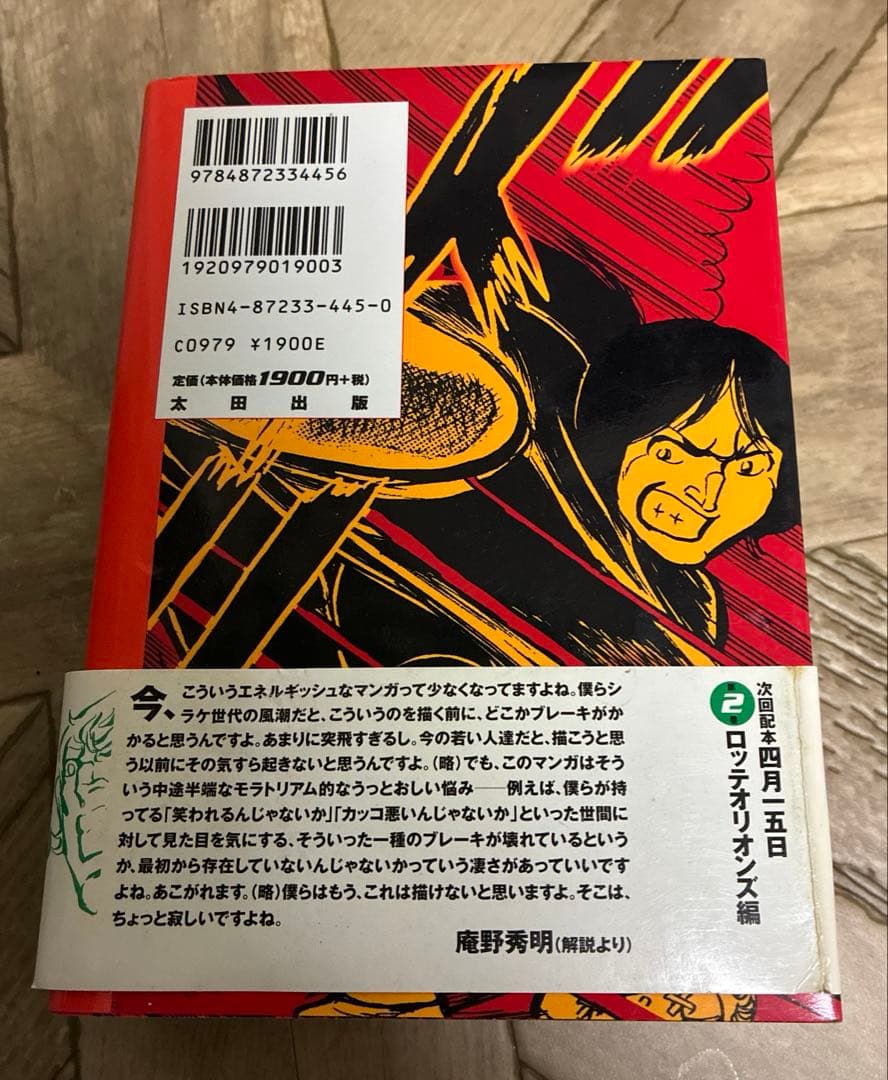 9784872334456
1920979019003
ISBN4-87233-445-0
C0979 ¥1900E
定価(本体価格1900円+税)
太田出版
次回配本四月一五日
第2巻 ロッテオリオンズ編
今、こういうエネルギッシュなマンガって少なくなってますよね。僕らシ
ラケ世代の風潮だと、こういうのを描く前に、どこかブレーキがか
かると思うんですよ。あまりに突飛すぎるし。今の若い人達だと、描こうと思
う以前にその気すら起きないと思うんですよ。(略)でも、このマンガはそう
いう中途半端なモラトリアム的なうっとおしい悩み――例えば、僕らが持
ってる「笑われるんじゃないか」「カッコ悪いんじゃないか」といった世間に
対して見た目を気にする、そういった一種のブレーキが壊れているという
か、最初から存在していないんじゃないかっていう凄さがあっていいです
よね。あこがれます。(略)僕らはもう、これは描けないと思いますよ。そこは、
ちょっと寂しいですよね。
庵野秀明(解説より)